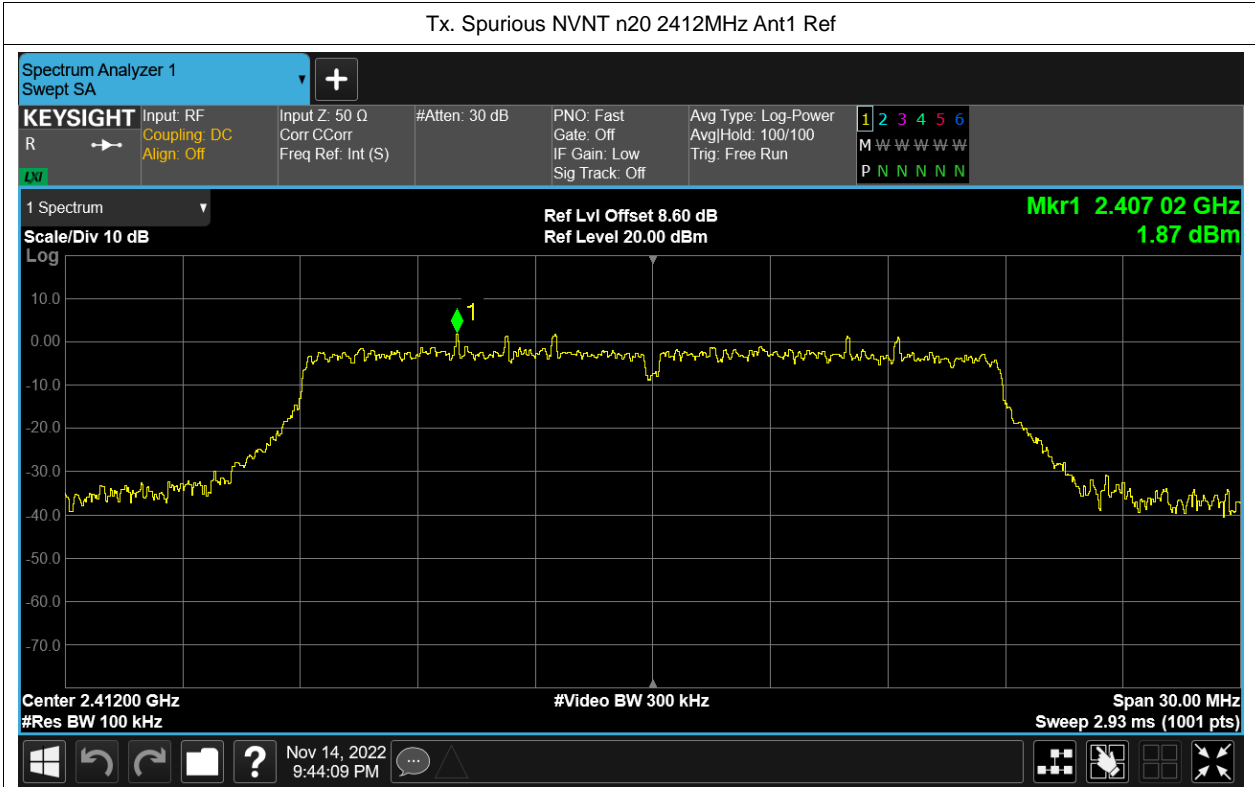 Tx. Spurious NVNT n20 2412MHz Ant1 Ref
Spectrum Analyzer 1
Swept SA
KEYSIGHT Input: RF Input Z: 50 Ω #Atten: 30 dB PNO: Fast Avg Type: Log-Power 1 2 3 4 5 6
R Coupling: DC Corr CCorr Gate: Off Avg|Hold: 100/100 M W W W W W
Align: Off Freq Ref: Int (S) IF Gain: Low Trig: Free Run
LXI Sig Track: Off P N N N N N
1 Spectrum Ref Lvl Offset 8.60 dB Mkr1 2.407 02 GHz
Scale/Div 10 dB Ref Level 20.00 dBm 1.87 dBm
Log
10.0
1
0.00
-10.0
-20.0
-30.0
-40.0
-50.0
-60.0
-70.0
Center 2.41200 GHz #Video BW 300 kHz Span 30.00 MHz
#Res BW 100 kHz Sweep 2.93 ms (1001 pts)
? Nov 14, 2022
9:44:09 PM